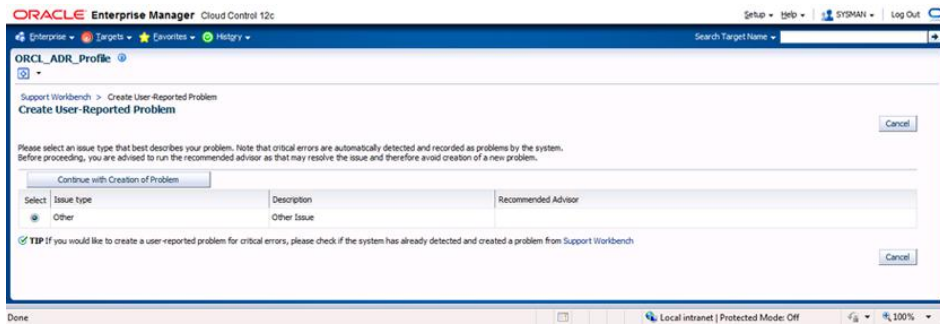 ORACLE Enterprise Manager Cloud Control 12c
Setup Help SYSMAN Log Out
Enterprise Targets Favorites History Search Target Name
ORCL_ADR_Profile
Support Workbench > Create User-Reported Problem
Create User-Reported Problem
Cancel
Please select an issue type that best describes your problem. Note that critical errors are automatically detected and recorded as problems by the system.
Before proceeding, you are advised to run the recommended advisor as that may resolve the issue and therefore avoid creation of a new problem.
Continue with Creation of Problem
Select Issue type Description Recommended Advisor
Other Other Issue
TIP If you would like to create a user-reported problem for critical errors, please check if the system has already detected and created a problem from Support Workbench
Cancel
Done Local intranet | Protected Mode: Off 100%